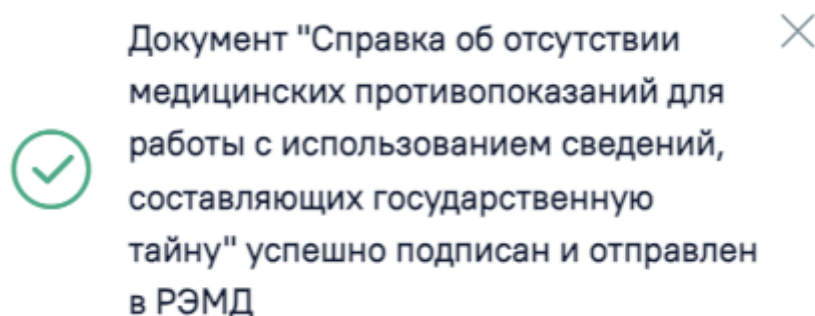 Документ "Справка об отсутствии
медицинских противопоказаний для
работы с использованием сведений,
составляющих государственную
тайну" успешно подписан и отправлен
в РЭМД